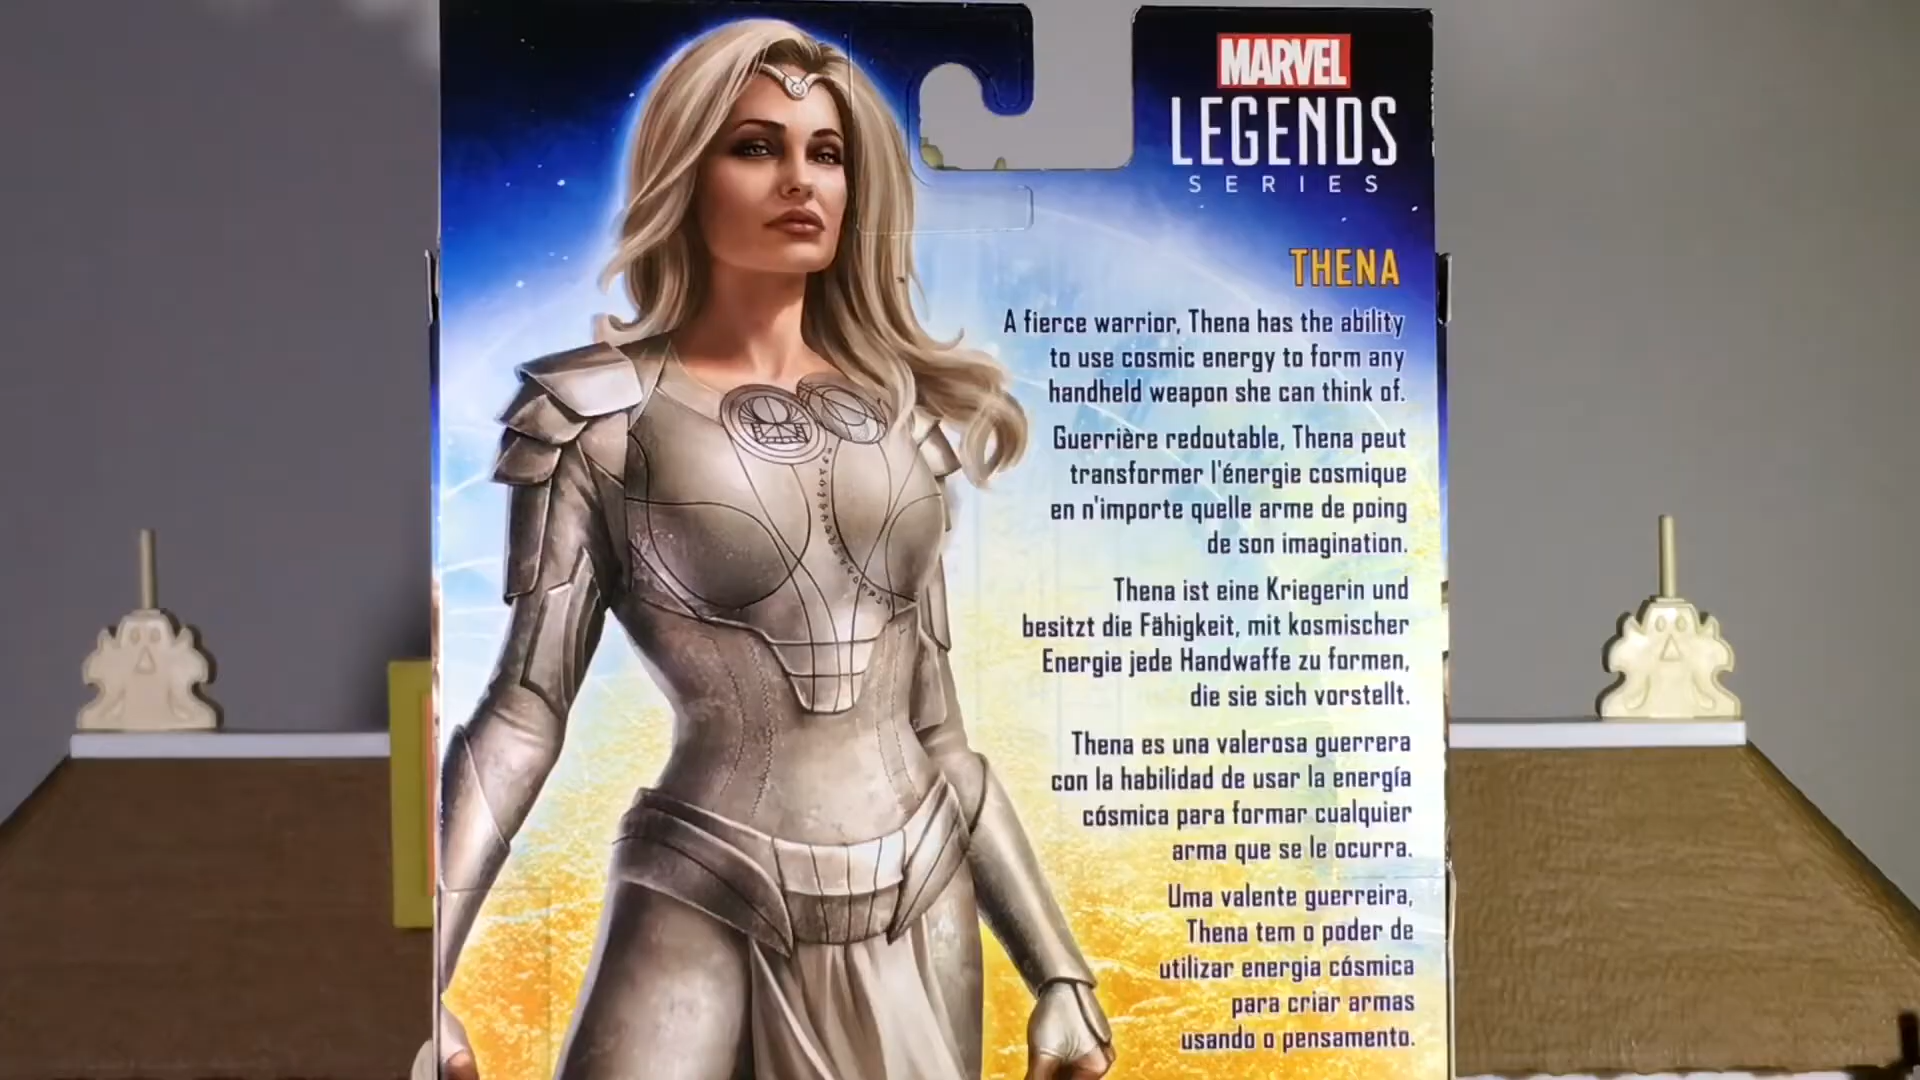 MARVEL
LEGENDS
SERIES
THENA
A fierce warrior, Thena has the ability
to use cosmic energy to form any
handheld weapon she can think of.
Guerrière redoutable, Thena peut
transformer l'énergie cosmique
en n'importe quelle arme de poing
de son imagination.
Thena ist eine Kriegerin und
besitzt die Fähigkeit, mit kosmischer
Energie jede Handwaffe zu formen,
die sie sich vorstellt.
Thena es una valerosa guerrera
con la habilidad de usar la energía
cósmica para formar cualquier
arma que se le ocurra.
Uma valente guerreira,
Thena tem o poder de
utilizar energia cósmica
para criar armas
usando o pensamento.